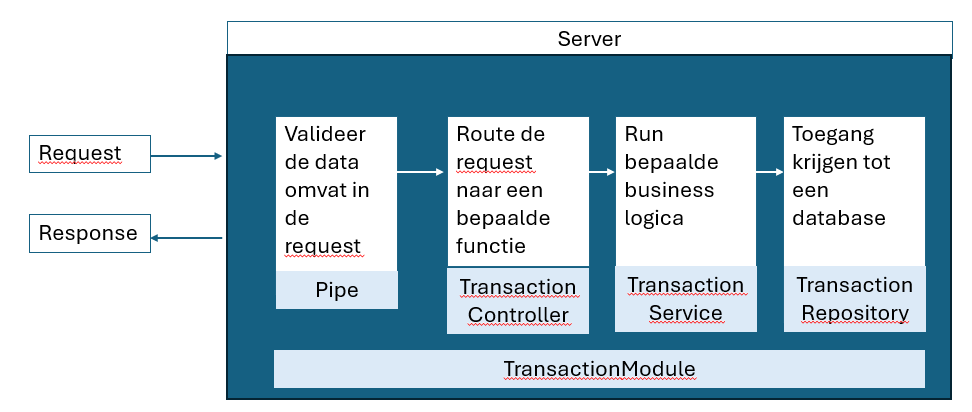 Server
Request
Response
Valideer
de data
omvat in
de
request
Pipe
Route de
request
naar een
bepaalde
functie
Transaction
Controller
Run
bepaalde
business
logica
Transaction
Service
Toegang
krijgen tot
een
database
Transaction
Repository
TransactionModule